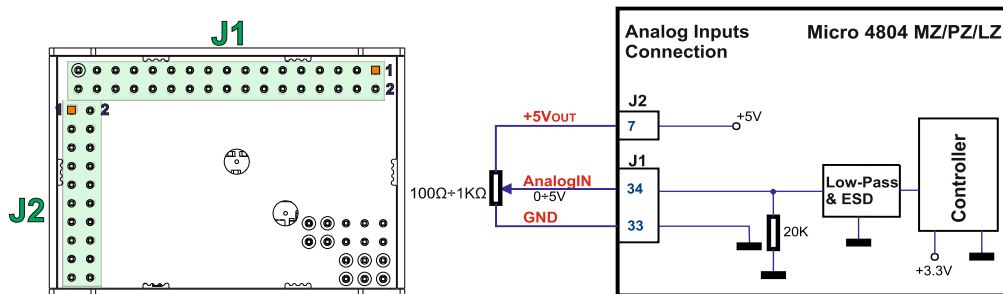 J1
1
2
1
2
J2
Analog Inputs
Connection
Micro 4804 MZ/PZ/LZ
J2
+5VOUT
7
+5V
J1
100Ω÷1KΩ
AnalogIN
34
0÷5V
GND
33
20K
Low-Pass
& ESD
Controller
+3.3V